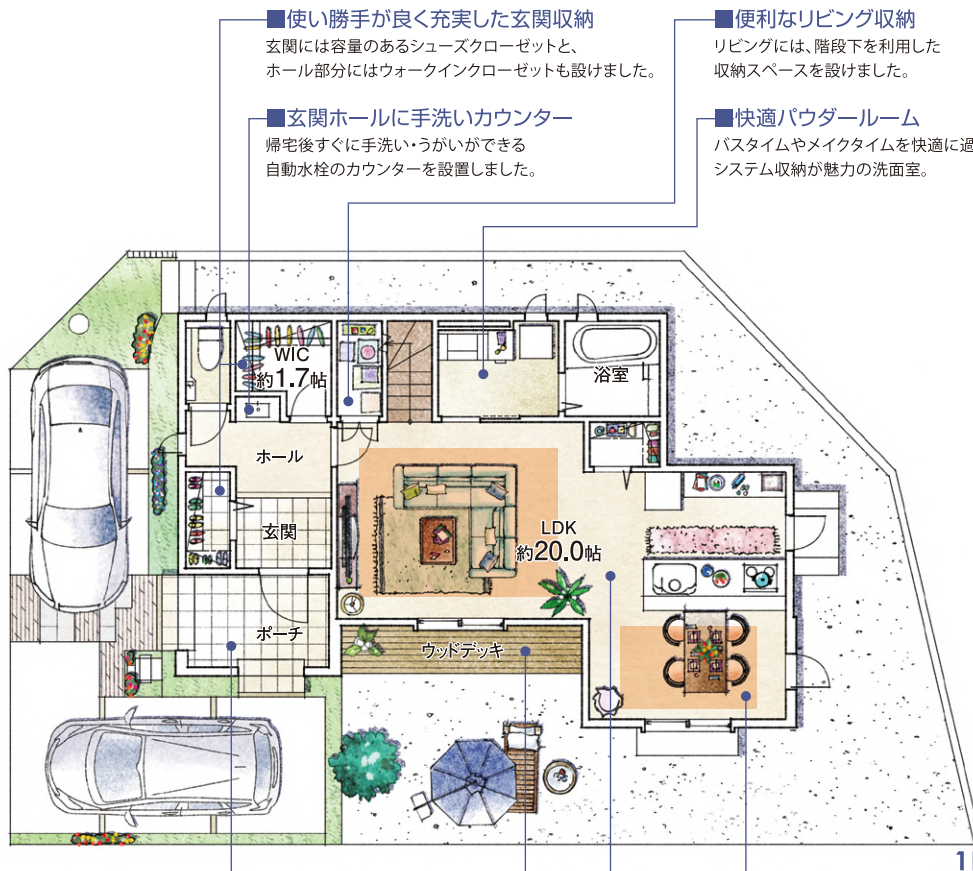 ■使い勝手が良く充実した玄関収納
玄関には容量のあるシューズクローゼットと、
ホール部分にはウォークインクローゼットも設けました。
■便利なリビング収納
リビングには、階段下を利用した
収納スペースを設けました。
■玄関ホールに手洗いカウンター
帰宅後すぐに手洗い・うがいができる
自動水栓のカウンターを設置しました。
■快適パウダールーム
バスタイムやメイクタイムを快適に過
システム収納が魅力の洗面室。
WIC
約1.7帖
浴室
ホール
玄関
LDK
約20.0帖
ポーチ
ウッドデッキ
1